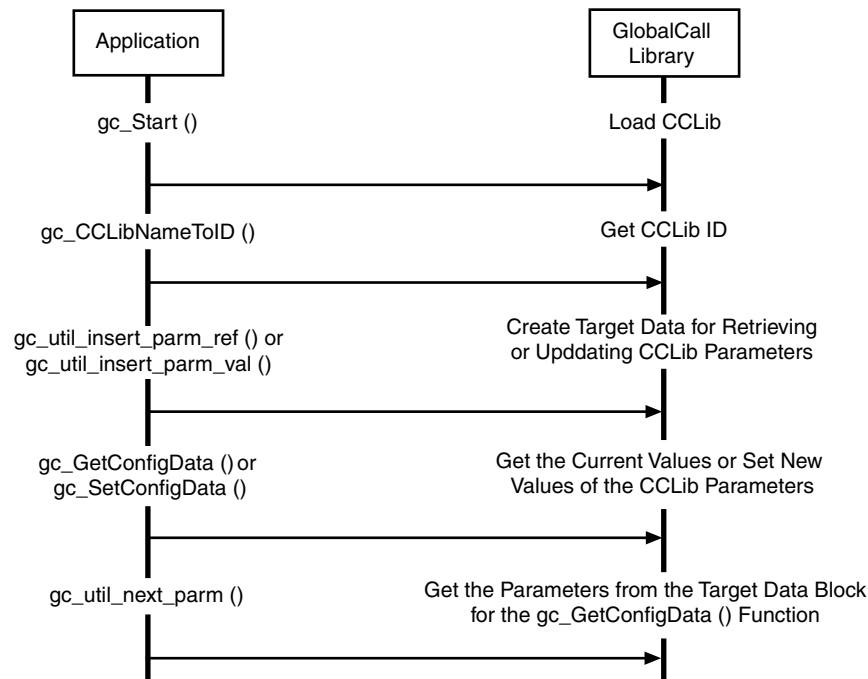 Application
GlobalCall
Library
gc_Start ()
Load CCLib
gc_CCLibNameToID ()
Get CCLib ID
gc_util_insert_parm_ref () or
gc_util_insert_parm_val ()
Create Target Data for Retrieving
or Upddating CCLib Parameters
gc_GetConfigData () or
gc_SetConfigData ()
Get the Current Values or Set New
Values of the CCLib Parameters
gc_util_next_parm ()
Get the Parameters from the Target Data Block
for the gc_GetConfigData () Function